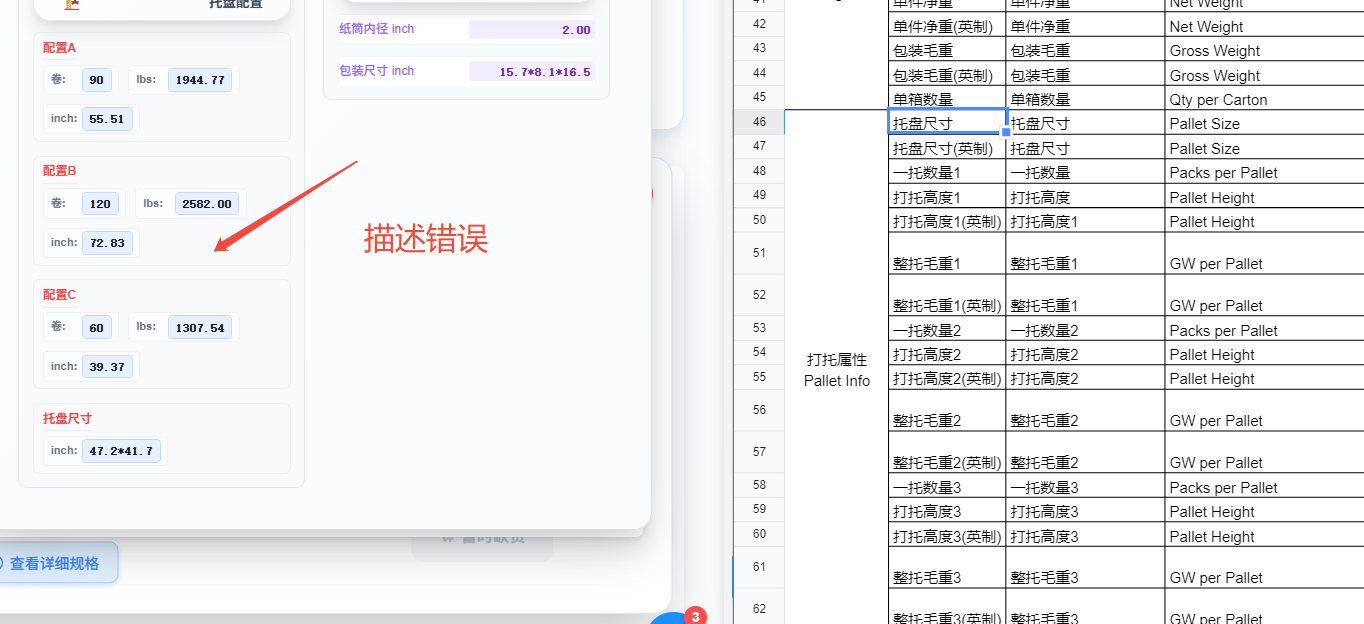 托盘配置
配置A
卷: 90 lbs: 1944.77
inch: 55.51
配置B
卷: 120 lbs: 2582.00
inch: 72.83
配置C
卷: 60 lbs: 1307.54
inch: 39.37
托盘尺寸
inch: 47.2*41.7
纸筒内径 inch 2.00
包装尺寸 inch 15.7*8.1*16.5
描述错误
查看详细规格
暂时缺货
3
41 单件净重 单件净重 Net Weight
42 单件净重(英制) 单件净重 Net Weight
43 包装毛重 包装毛重 Gross Weight
44 包装毛重(英制) 包装毛重 Gross Weight
45 单箱数量 单箱数量 Qty per Carton
46 托盘尺寸 托盘尺寸 Pallet Size
47 托盘尺寸(英制) 托盘尺寸 Pallet Size
48 一托数量1 一托数量 Packs per Pallet
49 打托高度1 打托高度 Pallet Height
50 打托高度1(英制) 打托高度1 Pallet Height
51 整托毛重1 整托毛重1 GW per Pallet
52 整托毛重1(英制) 整托毛重1 GW per Pallet
53 一托数量2 一托数量2 Packs per Pallet
打托属性
Pallet Info
54 打托高度2 打托高度2 Pallet Height
55 打托高度2(英制) 打托高度2 Pallet Height
56 整托毛重2 整托毛重2 GW per Pallet
57 整托毛重2(英制) 整托毛重2 GW per Pallet
58 一托数量3 一托数量3 Packs per Pallet
59 打托高度3 打托高度3 Pallet Height
60 打托高度3(英制) 打托高度3 Pallet Height
61 整托毛重3 整托毛重3 GW per Pallet
62 整托毛重3(英制) 整托毛重3 GW per Pallet